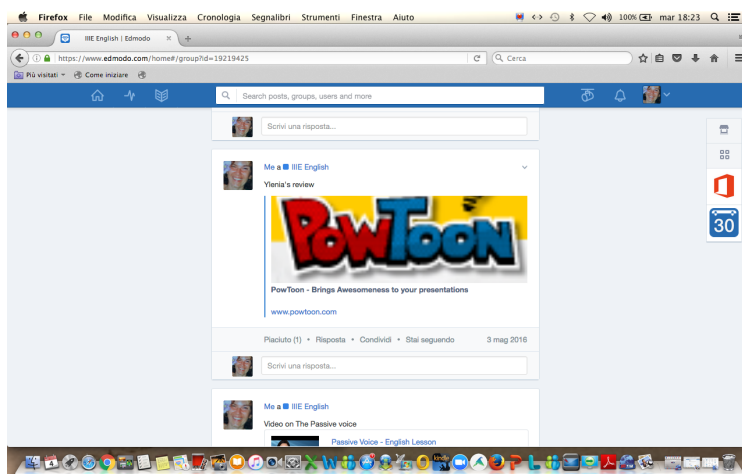 Firefox File Modifica Visualizza Cronologia Segnalibri Strumenti Finestra Aiuto 100% mar 18:23
IIIE English | Edmodo
https://www.edmodo.com/home#/group?id=19219425
Cerca
Più visitati Come iniziare
Search posts, groups, users and more
Scrivi una risposta...
Me a IIIE English
Ylenia's review
POWTOON
PowToon - Brings Awesomeness to your presentations
www.powtoon.com
Piaciuto (1) • Risposta • Condividi • Stai seguendo 3 mag 2016
Scrivi una risposta...
Me a IIIE English
Video on The Passive voice
Passive Voice - English Lesson
30